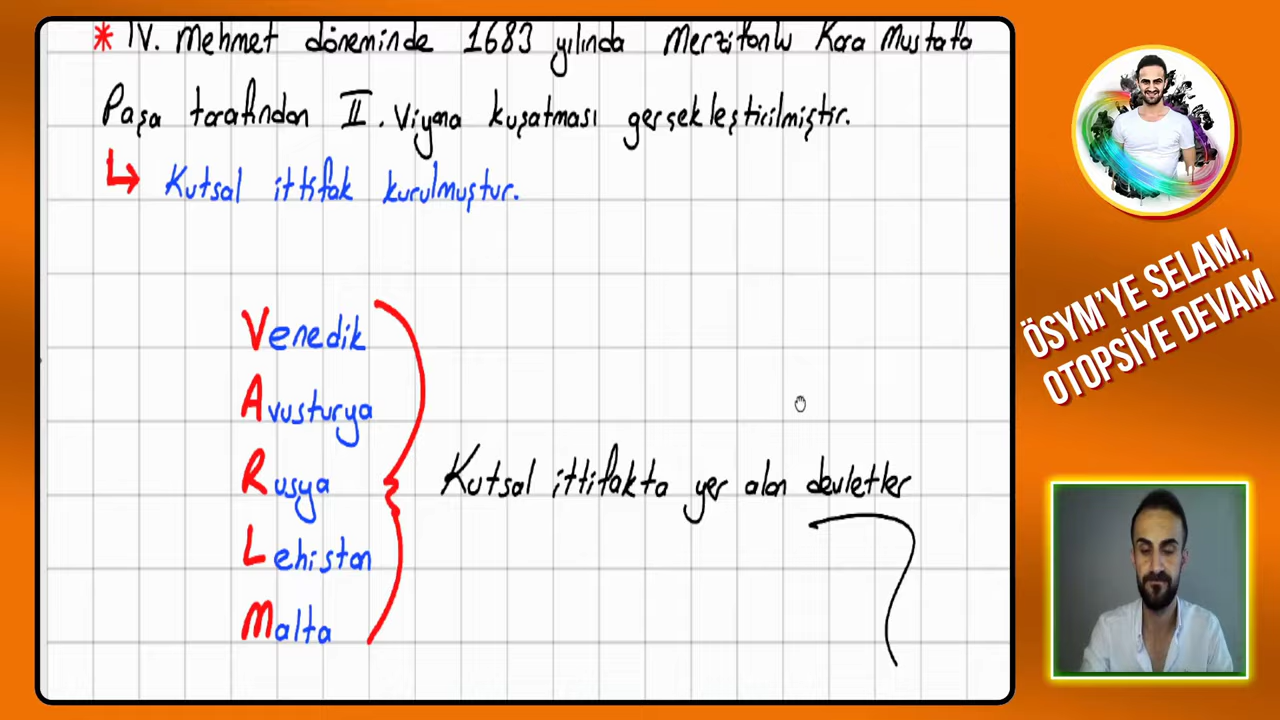 * IV. Mehmet döneminde 1683 yılında Merzifonlu Kara Mustafa
Paşa tarafından II. Viyana kuşatması gerçekleştirilmiştir.
Kutsal ittifak kurulmuştur.
Venedik
Avusturya
Rusya
Lehistan
Malta
Kutsal ittifakta yer alan devletler
ÖSYM'YE SELAM,
OTOPSİYE DEVAM